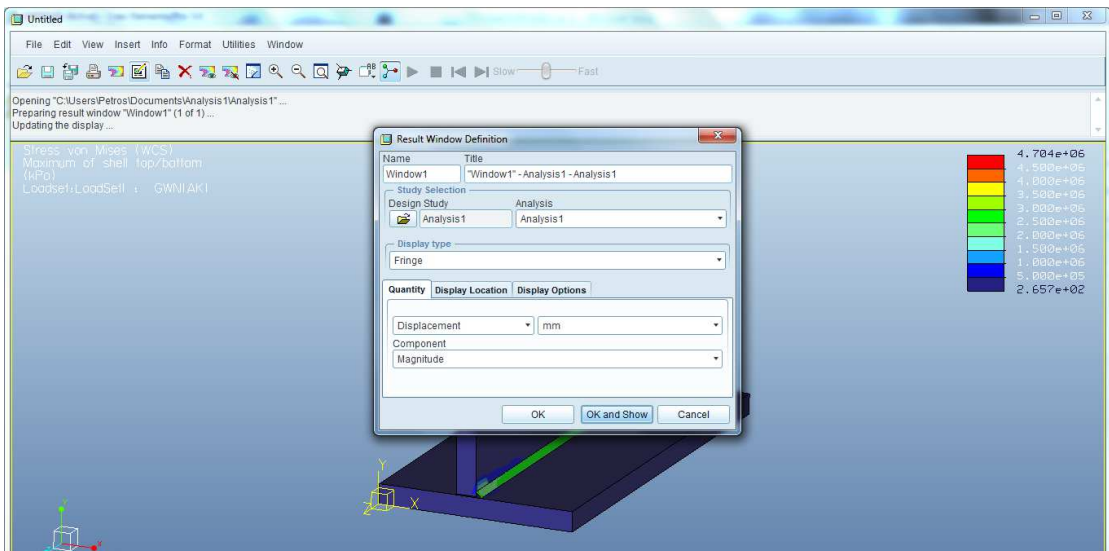 Untitled
File Edit View Insert Info Format Utilities Window
Slow Fast
Opening "C:\Users\Petros\Documents\Analysis1\Analysis1" ...
Preparing result window "Window1" (1 of 1) ...
Updating the display ...
Stress von Mises (WCS)
Maximum of shell top/bottom
(kPa)
Loadset:LoadSet1 : GWNIAKI
4.704e+06
4.500e+06
4.000e+06
3.500e+06
3.000e+06
2.500e+06
2.000e+06
1.500e+06
1.000e+06
5.000e+05
2.657e+02
Result Window Definition
Name Title
Window1 "Window1" - Analysis1 - Analysis1
Study Selection
Design Study Analysis
Analysis1 Analysis1
Display type
Fringe
Quantity Display Location Display Options
Displacement mm
Component
Magnitude
OK OK and Show Cancel
Y
X
Z
Y
X